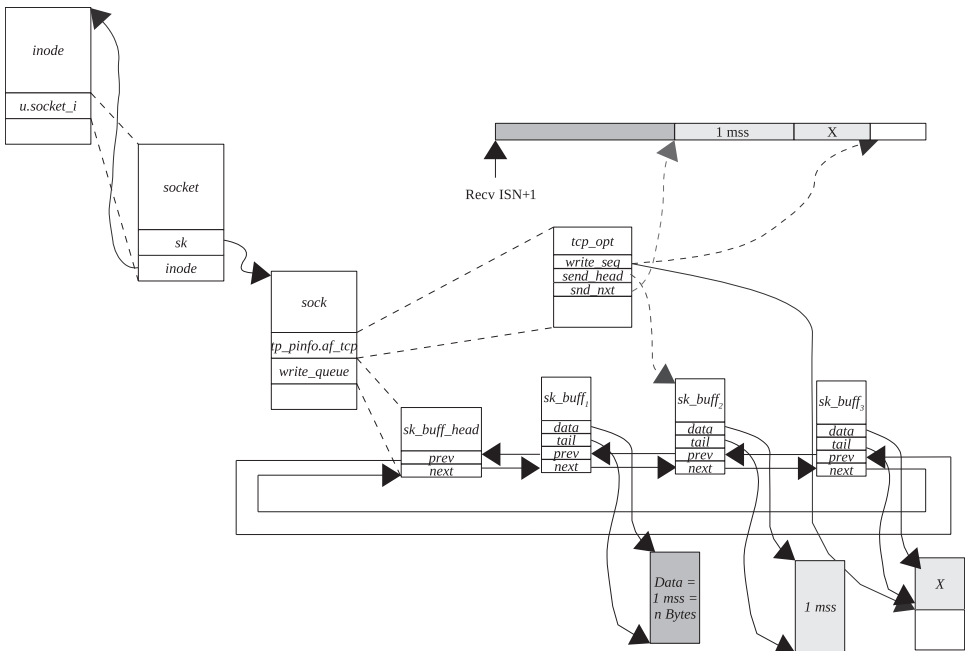 inode
u.socket_i
socket
sk
inode
sock
tp_pinfo.af_tcp
write_queue
1 mss
X
Recv ISN+1
tcp_opt
write_seq
send_head
snd_nxt
sk_buff_head
prev
next
sk_buff1
data
tail
prev
next
sk_buff2
data
tail
prev
next
sk_buff3
data
tail
prev
next
Data =
1 mss =
n Bytes
1 mss
X